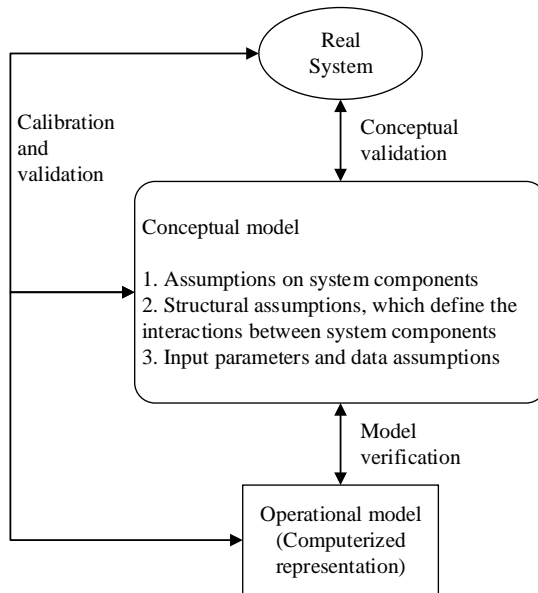 Real
System
Calibration
and
validation
Conceptual
validation
Conceptual model
1. Assumptions on system components
2. Structural assumptions, which define the
interactions between system components
3. Input parameters and data assumptions
Model
verification
Operational model
(Computerized
representation)